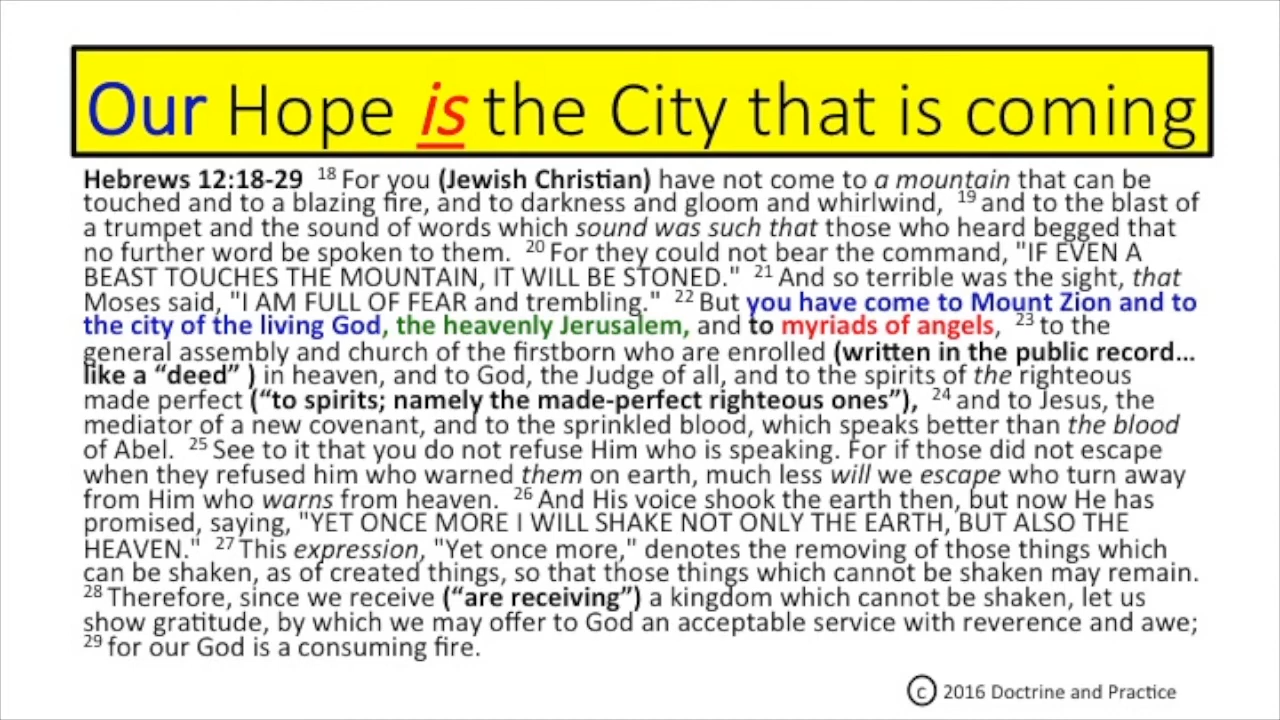 Our Hope is the City that is coming
Hebrews 12:18-29 18 For you (Jewish Christian) have not come to a mountain that can be
touched and to a blazing fire, and to darkness and gloom and whirlwind, 19 and to the blast of
a trumpet and the sound of words which sound was such that those who heard begged that
no further word be spoken to them. 20 For they could not bear the command, "IF EVEN A
BEAST TOUCHES THE MOUNTAIN, IT WILL BE STONED." 21 And so terrible was the sight, that
Moses said, "I AM FULL OF FEAR and trembling." 22 But you have come to Mount Zion and to
the city of the living God, the heavenly Jerusalem, and to myriads of angels, 23 to the
general assembly and church of the firstborn who are enrolled (written in the public record...
like a “deed” ) in heaven, and to God, the Judge of all, and to the spirits of the righteous
made perfect (“to spirits; namely the made-perfect righteous ones”), 24 and to Jesus, the
mediator of a new covenant, and to the sprinkled blood, which speaks better than the blood
of Abel. 25 See to it that you do not refuse Him who is speaking. For if those did not escape
when they refused him who warned them on earth, much less will we escape who turn away
from Him who warns from heaven. 26 And His voice shook the earth then, but now He has
promised, saying, "YET ONCE MORE I WILL SHAKE NOT ONLY THE EARTH, BUT ALSO THE
HEAVEN." 27 This expression, "Yet once more," denotes the removing of those things which
can be shaken, as of created things, so that those things which cannot be shaken may remain.
28 Therefore, since we receive (“are receiving”) a kingdom which cannot be shaken, let us
show gratitude, by which we may offer to God an acceptable service with reverence and awe;
29 for our God is a consuming fire.
© 2016 Doctrine and Practice